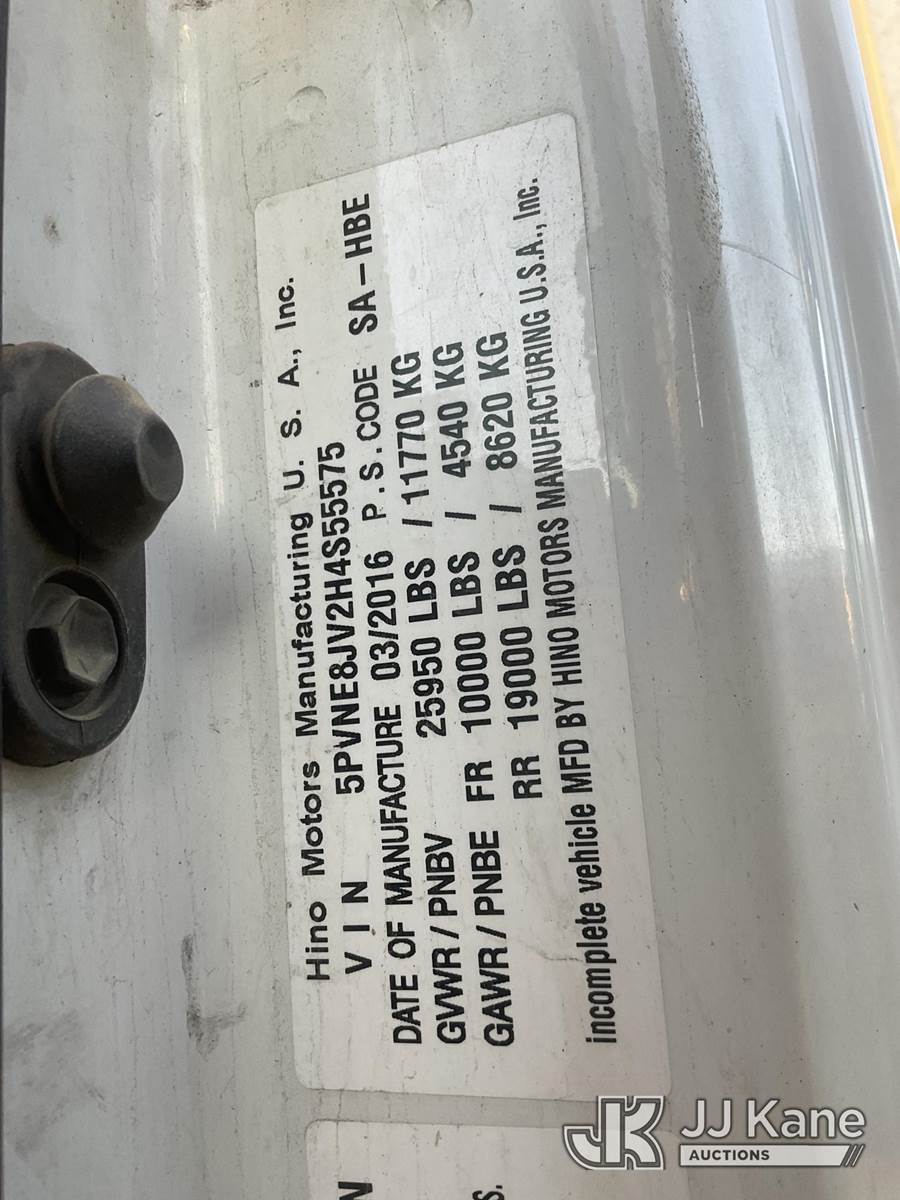 Hino Motors Manufacturing U. S. A., Inc.
VIN 5PVNE8JV2H4S55575
DATE OF MANUFACTURE 03/2016 P.S.CODE SA-HBE
GVWR/PNBV 25950 LBS / 11770 KG
GAWR/PNBE FR 10000 LBS / 4540 KG
RR 19000 LBS / 8620 KG
incomplete vehicle MFD BY HINO MOTORS MANUFACTURING U.S.A., Inc.
N
S.
JK JJ Kane
AUCTIONS